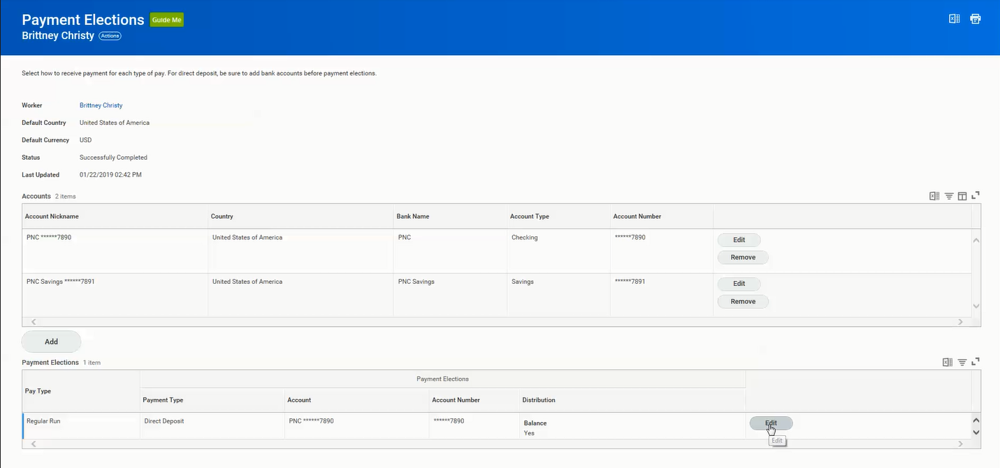 Payment Elections Guide Me
Brittney Christy Actions
Select how to receive payment for each type of pay. For direct deposit, be sure to add bank accounts before payment elections.
Worker Brittney Christy
Default Country United States of America
Default Currency USD
Status Successfully Completed
Last Updated 01/22/2019 02:42 PM
Accounts 2 items
Account Nickname Country Bank Name Account Type Account Number
PNC ******7890 United States of America PNC Checking ******7890 Edit
Remove
PNC Savings ******7891 United States of America PNC Savings Savings ******7891 Edit
Remove
Add
Payment Elections 1 item
Payment Elections
Pay Type
Payment Type Account Account Number Distribution
Regular Run Direct Deposit PNC ******7890 ******7890 Balance Edit
Yes
Edit